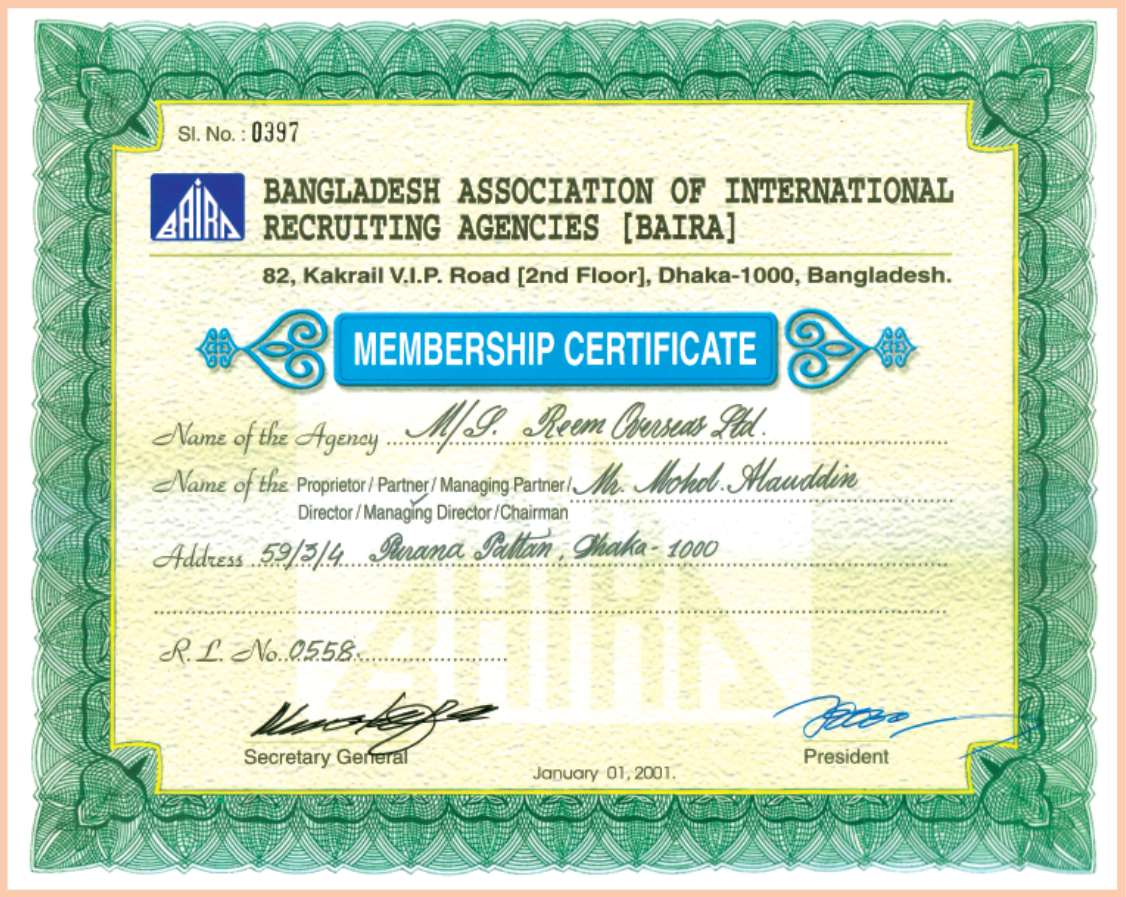 Sl. No. : 0397
BAIRA
BANGLADESH ASSOCIATION OF INTERNATIONAL
RECRUITING AGENCIES [BAIRA]
82, Kakrail V.I.P. Road [2nd Floor], Dhaka-1000, Bangladesh.
MEMBERSHIP CERTIFICATE
Name of the Agency M/S. Reem Overseas Ltd.
Name of the Proprietor / Partner / Managing Partner / Mr. Mohd. Alauddin
Director / Managing Director / Chairman
Address 59/3/4 Purana Paltan, Dhaka - 1000
BAIRA
R. L. No. 0558
Secretary General
President
January 01, 2001.